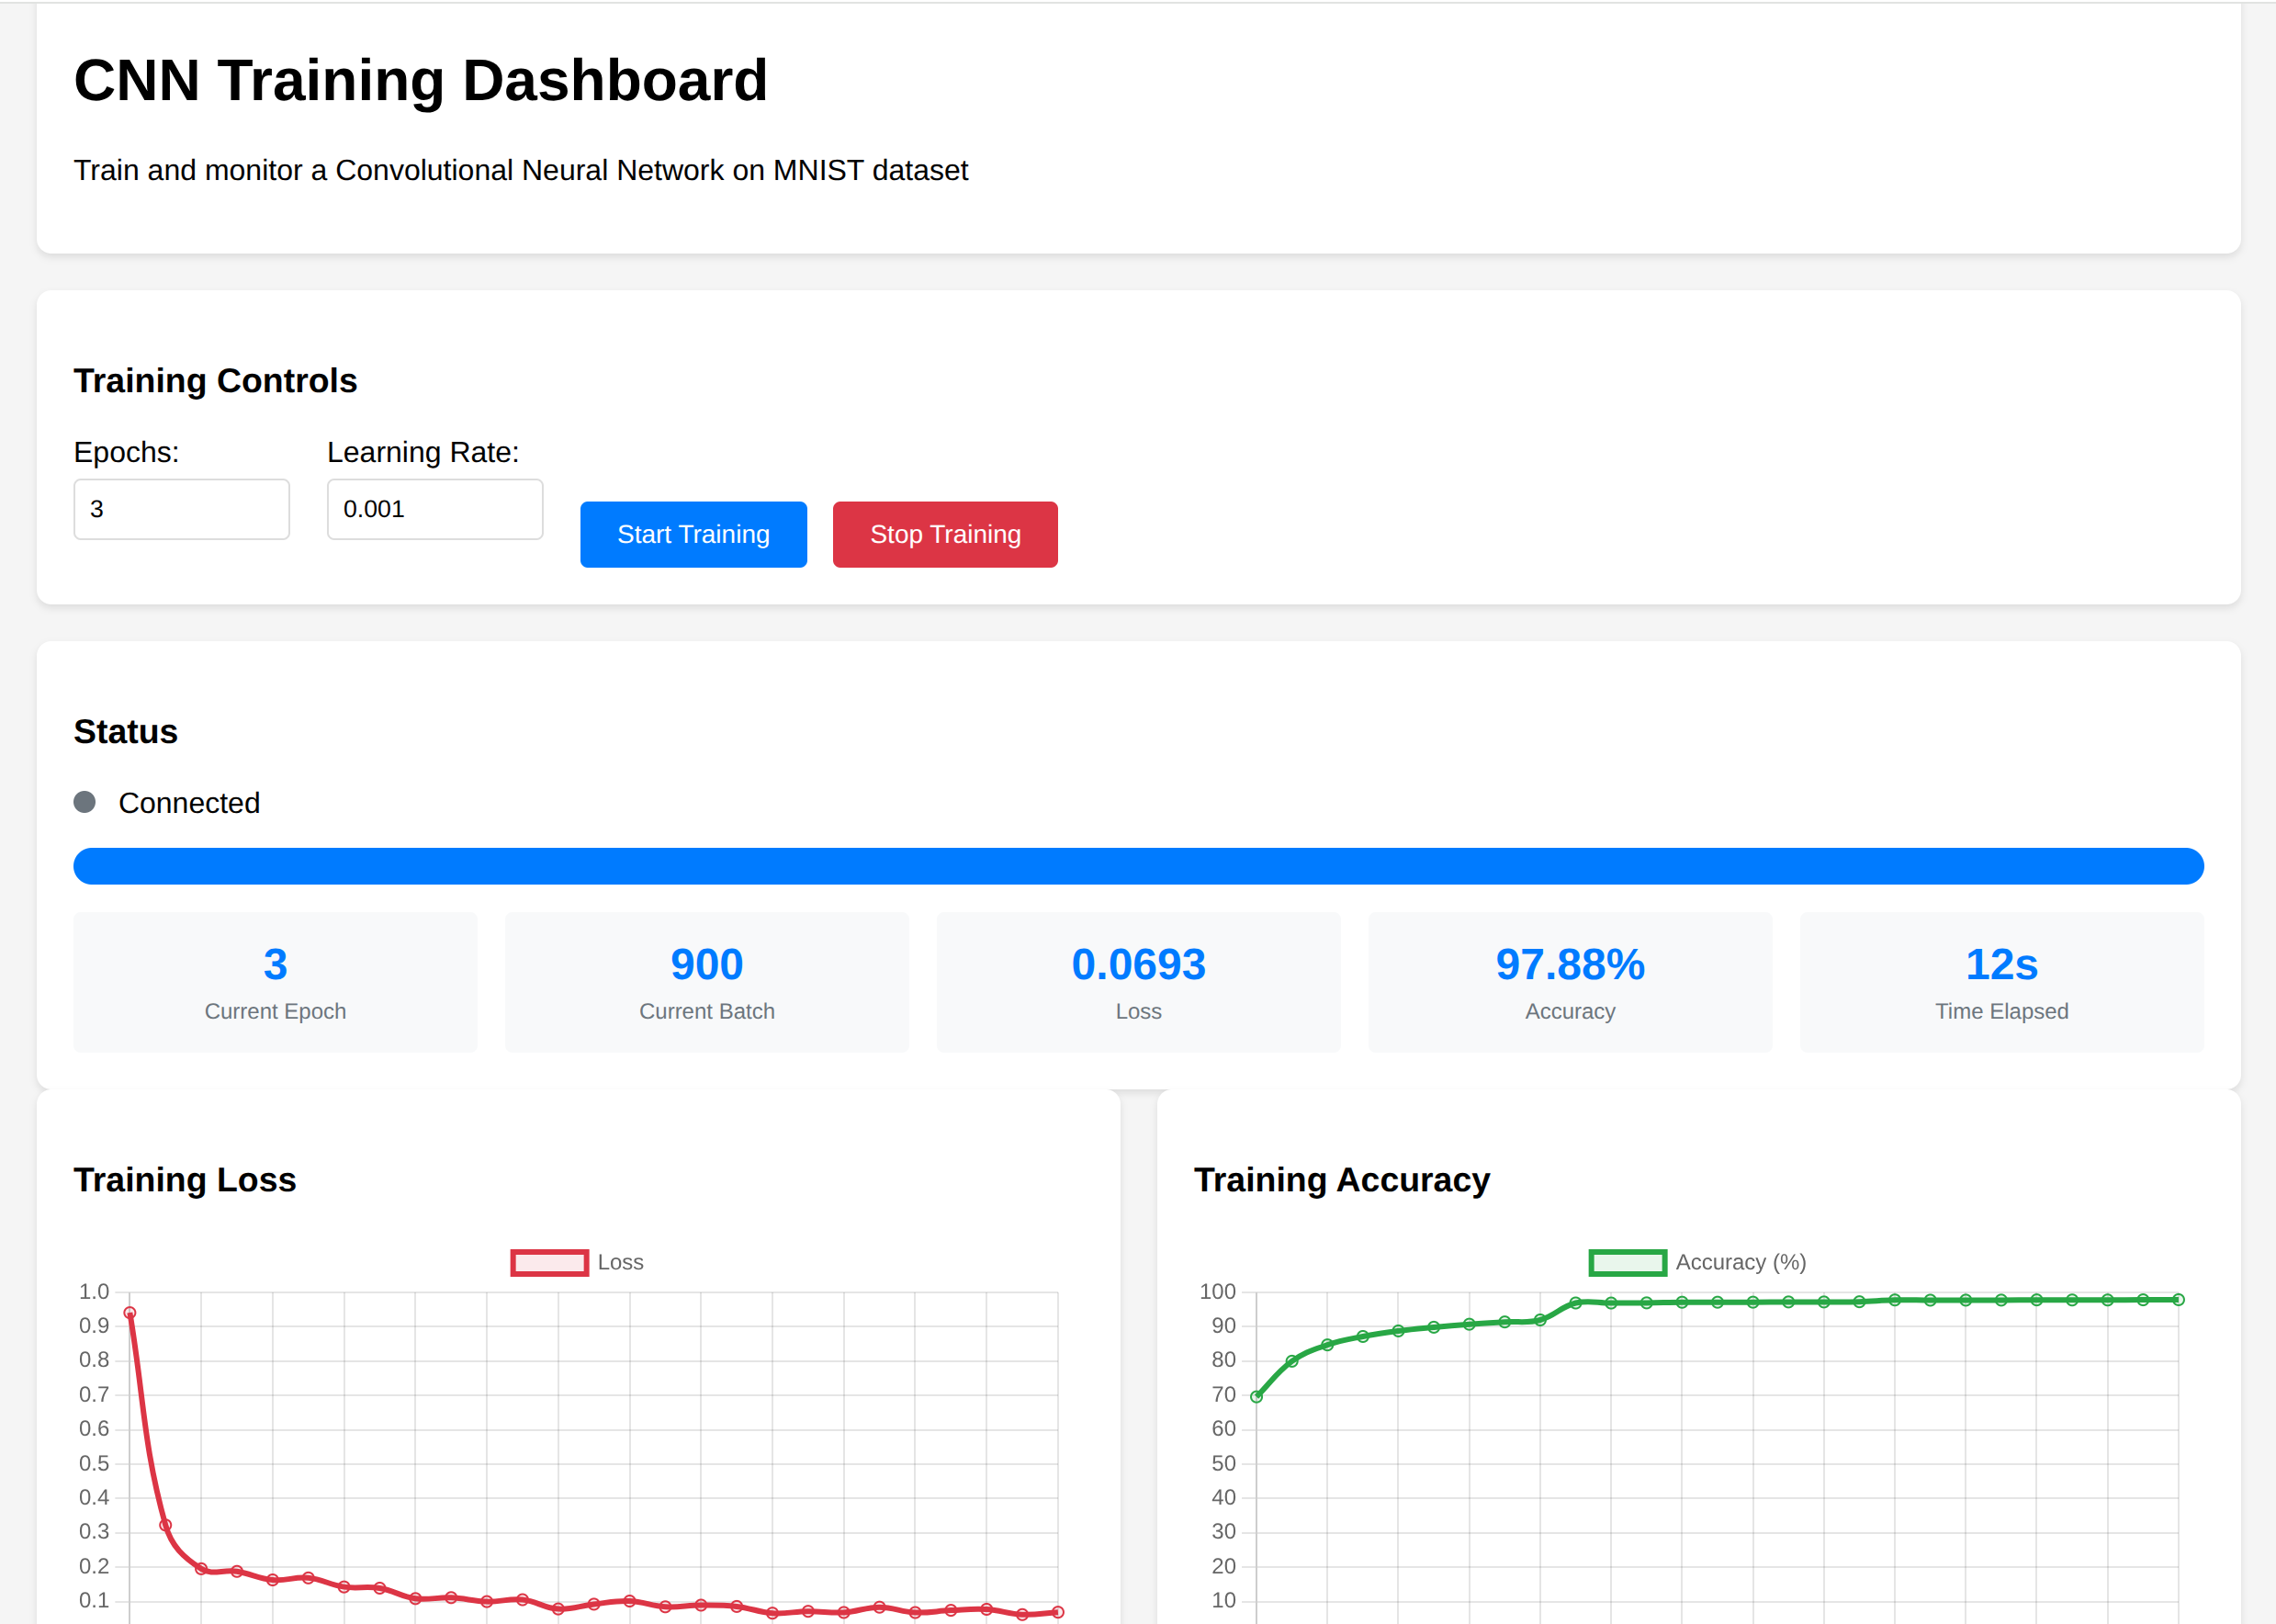 CNN Training Dashboard
Train and monitor a Convolutional Neural Network on MNIST dataset
Training Controls
Epochs: Learning Rate:
3 0.001
Start Training Stop Training
Status
Connected
3 900 0.0693 97.88% 12s
Current Epoch Current Batch Loss Accuracy Time Elapsed
Training Loss
Loss
1.0
0.9
0.8
0.7
0.6
0.5
0.4
0.3
0.2
0.1
Training Accuracy
Accuracy (%)
100
90
80
70
60
50
40
30
20
10